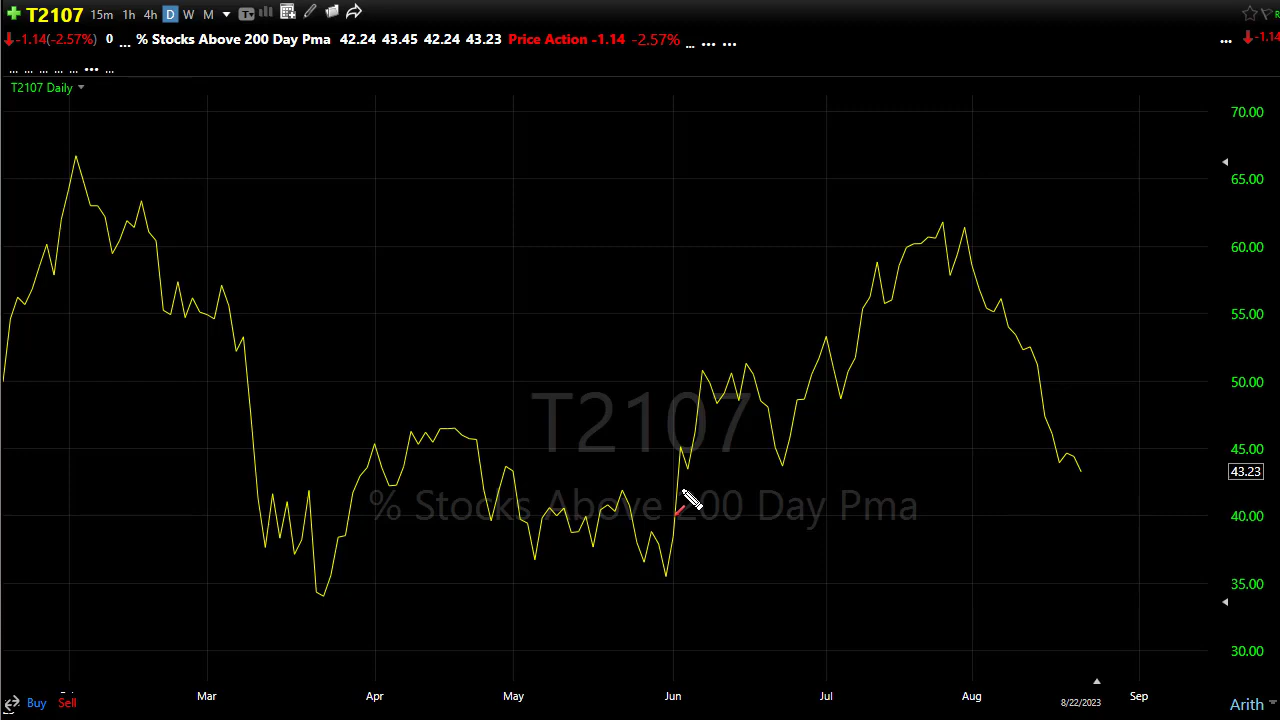 T2107 15m 1h 4h D W M
-1.14(-2.57%) 0 ... % Stocks Above 200 Day Pma 42.24 43.45 42.24 43.23 Price Action -1.14 -2.57% ... ... ... ... -1.14
... ... ... ... ... ... ...
T2107 Daily
70.00
65.00
60.00
55.00
50.00
45.00
43.23
40.00
35.00
30.00
T2107
% Stocks Above 200 Day Pma
Mar Apr May Jun Jul Aug Sep
8/22/2023
Buy Sell Arith